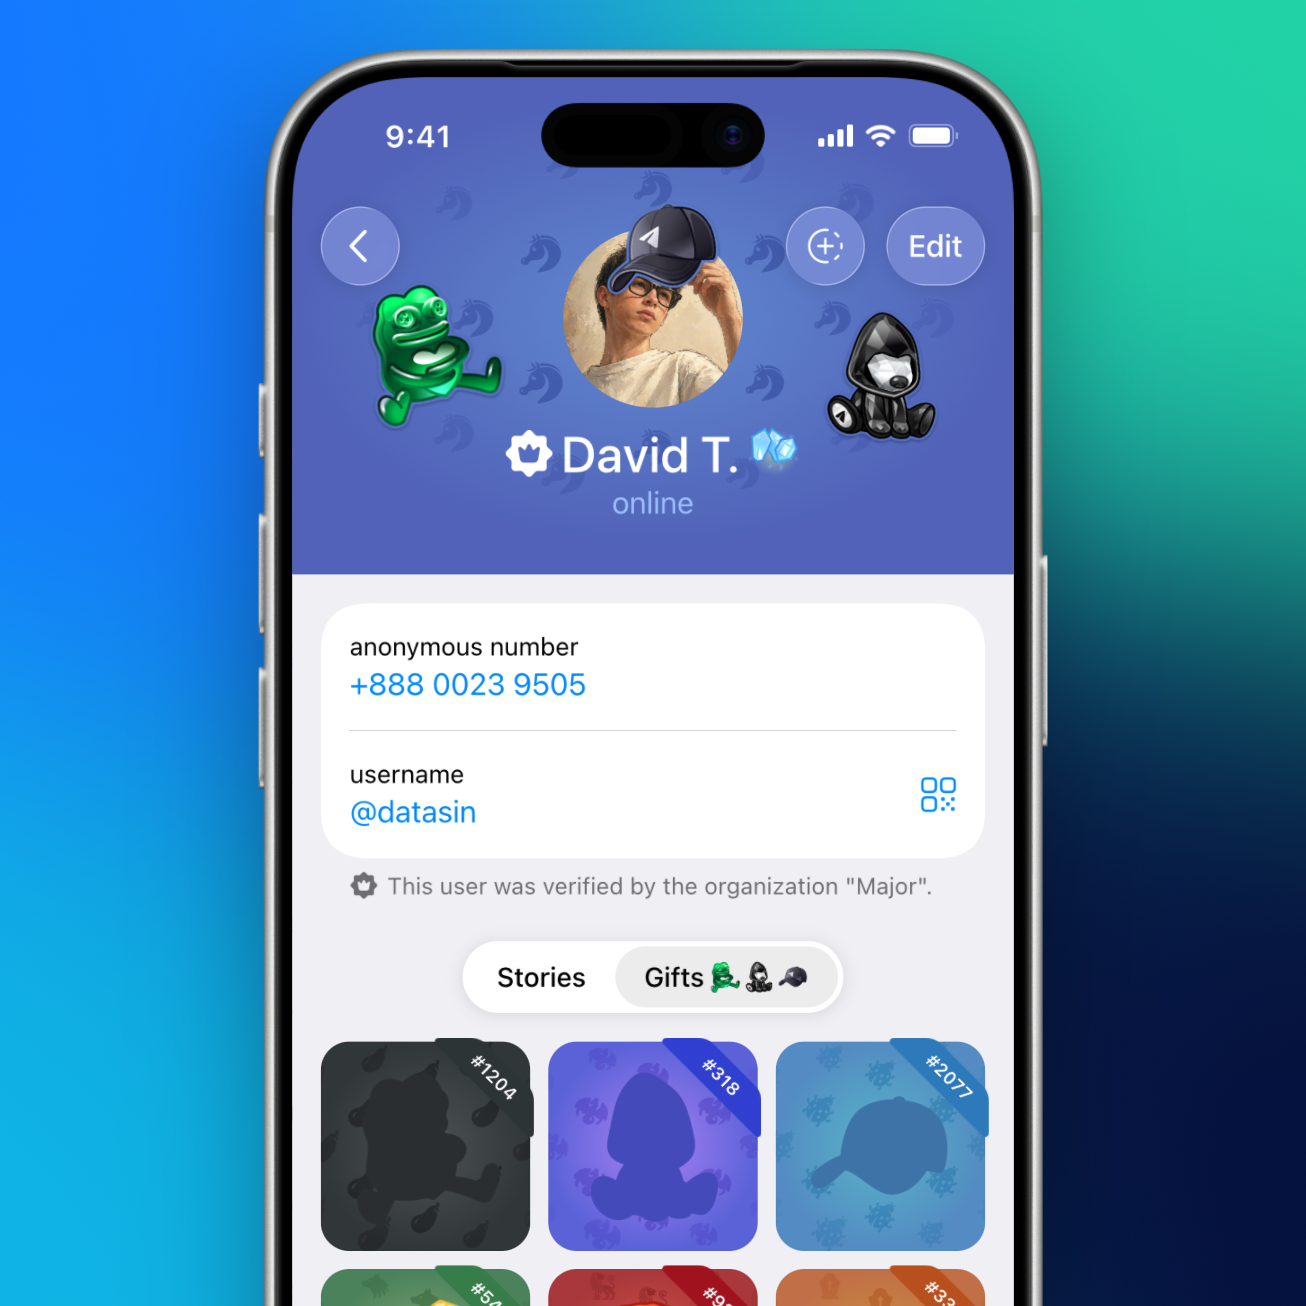 9:41
Edit
David T.
online
anonymous number
+888 0023 9505
username
@datasin
This user was verified by the organization "Major".
Stories
Gifts
#1204
#318
#2077